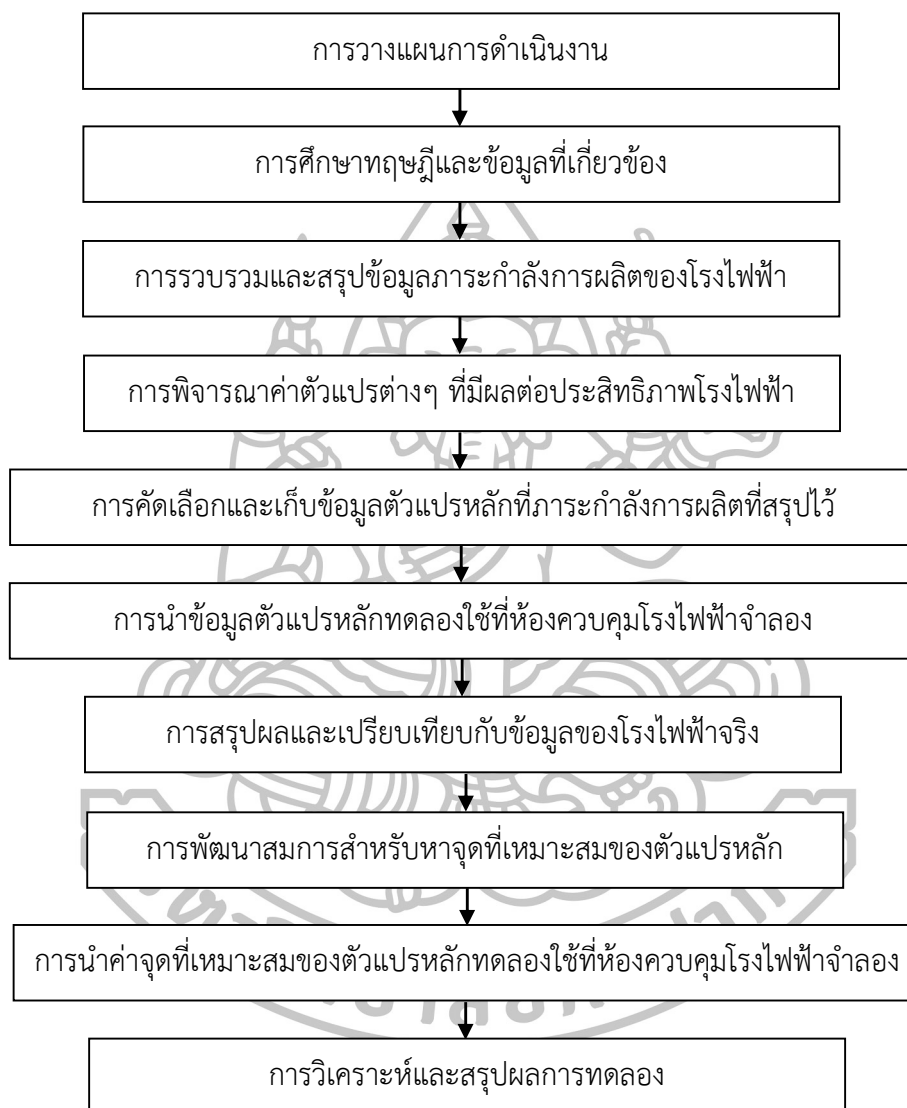 การวางแผนการดำเนินงาน
การศึกษาทฤษฎีและข้อมูลที่เกี่ยวข้อง
การรวบรวมและสรุปข้อมูลภาระกำลังการผลิตของโรงไฟฟ้า
การพิจารณาค่าตัวแปรต่างๆ ที่มีผลต่อประสิทธิภาพโรงไฟฟ้า
การคัดเลือกและเก็บข้อมูลตัวแปรหลักที่ภาระกำลังการผลิตที่สรุปไว้
การนำข้อมูลตัวแปรหลักทดลองใช้ที่ห้องควบคุมโรงไฟฟ้าจำลอง
การสรุปผลและเปรียบเทียบกับข้อมูลของโรงไฟฟ้าจริง
การพัฒนาสมการสำหรับหาจุดที่เหมาะสมของตัวแปรหลัก
การนำค่าจุดที่เหมาะสมของตัวแปรหลักทดลองใช้ที่ห้องควบคุมโรงไฟฟ้าจำลอง
การวิเคราะห์และสรุปผลการทดลอง